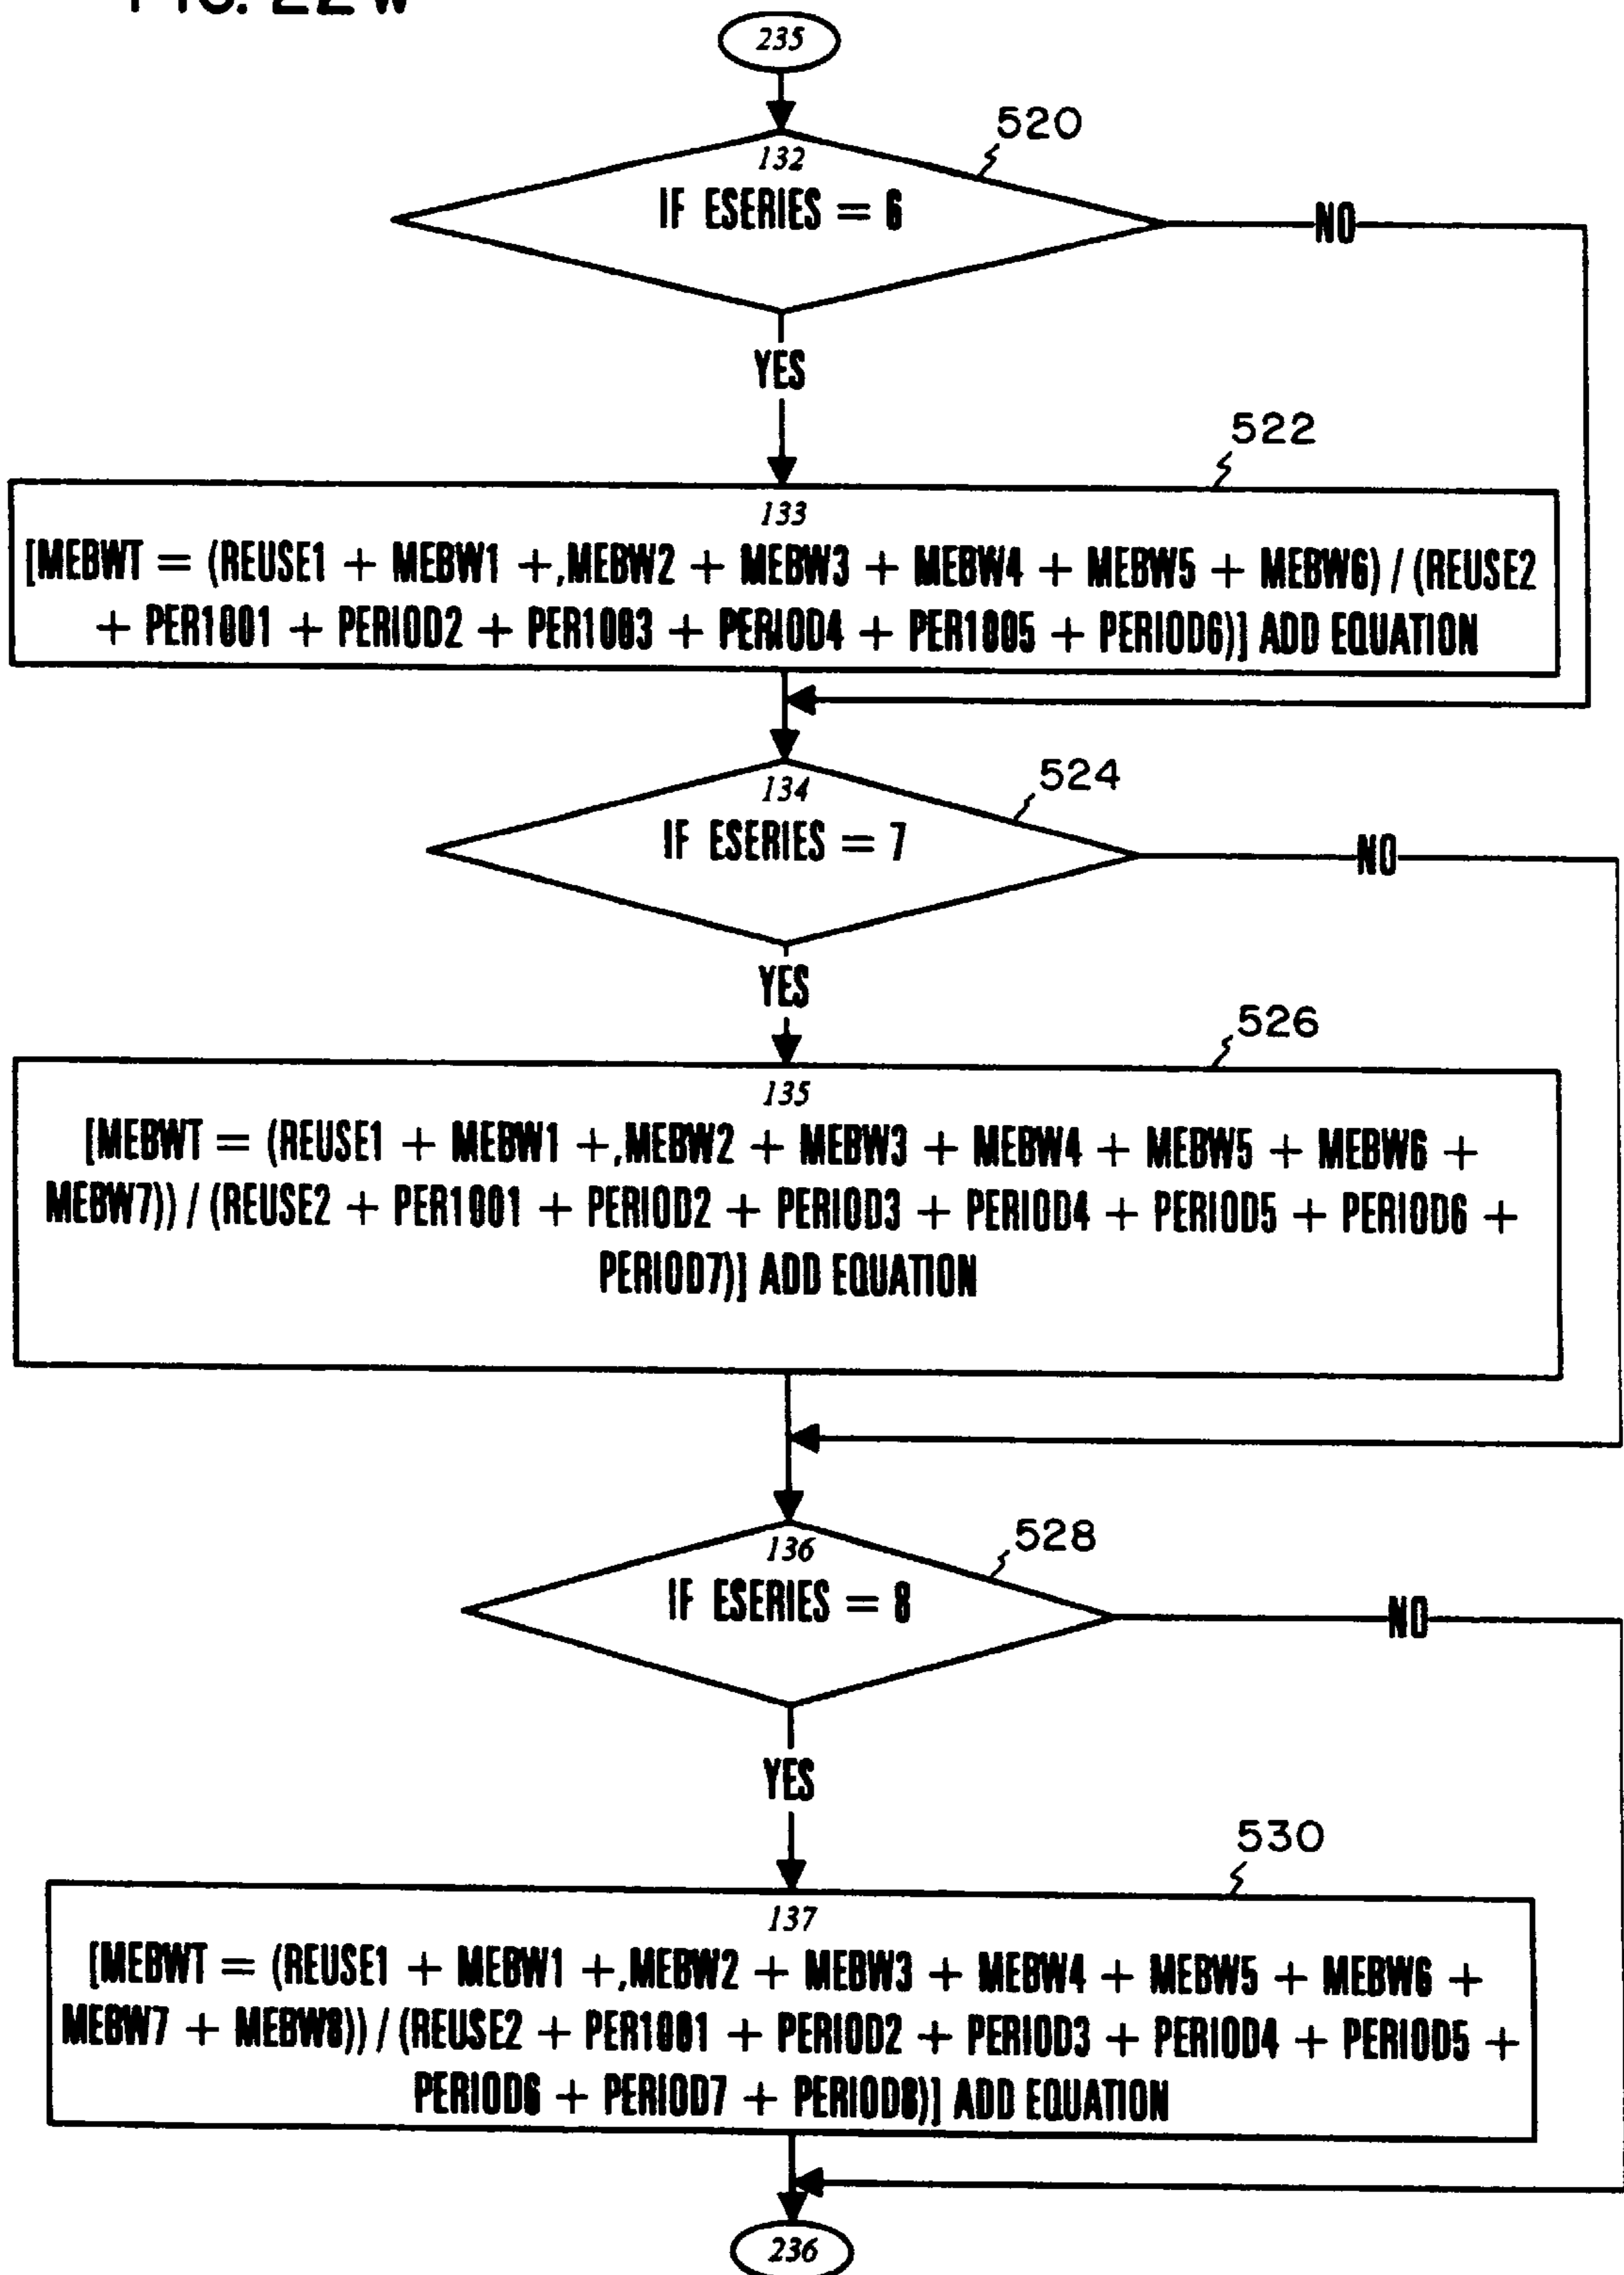 FIG. 22W
235
520
132
IF ESERIES = 6
NO
YES
522
133
[MEBWT = (REUSE1 + MEBW1 +,MEBW2 + MEBW3 + MEBW4 + MEBW5 + MEBW6) / (REUSE2
+ PER1001 + PERIOD2 + PER1003 + PERIOD4 + PER1005 + PERIOD6)] ADD EQUATION
524
134
IF ESERIES = 7
NO
YES
526
135
[MEBWT = (REUSE1 + MEBW1 +,MEBW2 + MEBW3 + MEBW4 + MEBW5 + MEBW6 +
MEBW7)) / (REUSE2 + PER1001 + PERIOD2 + PERIOD3 + PERIOD4 + PERIOD5 + PERIOD6 +
PERIOD7)] ADD EQUATION
528
136
IF ESERIES = 8
NO
YES
530
137
[MEBWT = (REUSE1 + MEBW1 +,MEBW2 + MEBW3 + MEBW4 + MEBW5 + MEBW6 +
MEBW7 + MEBW8)) / (REUSE2 + PER1001 + PERIOD2 + PERIOD3 + PERIOD4 + PERIOD5 +
PERIOD6 + PERIOD7 + PERIOD8)] ADD EQUATION
236